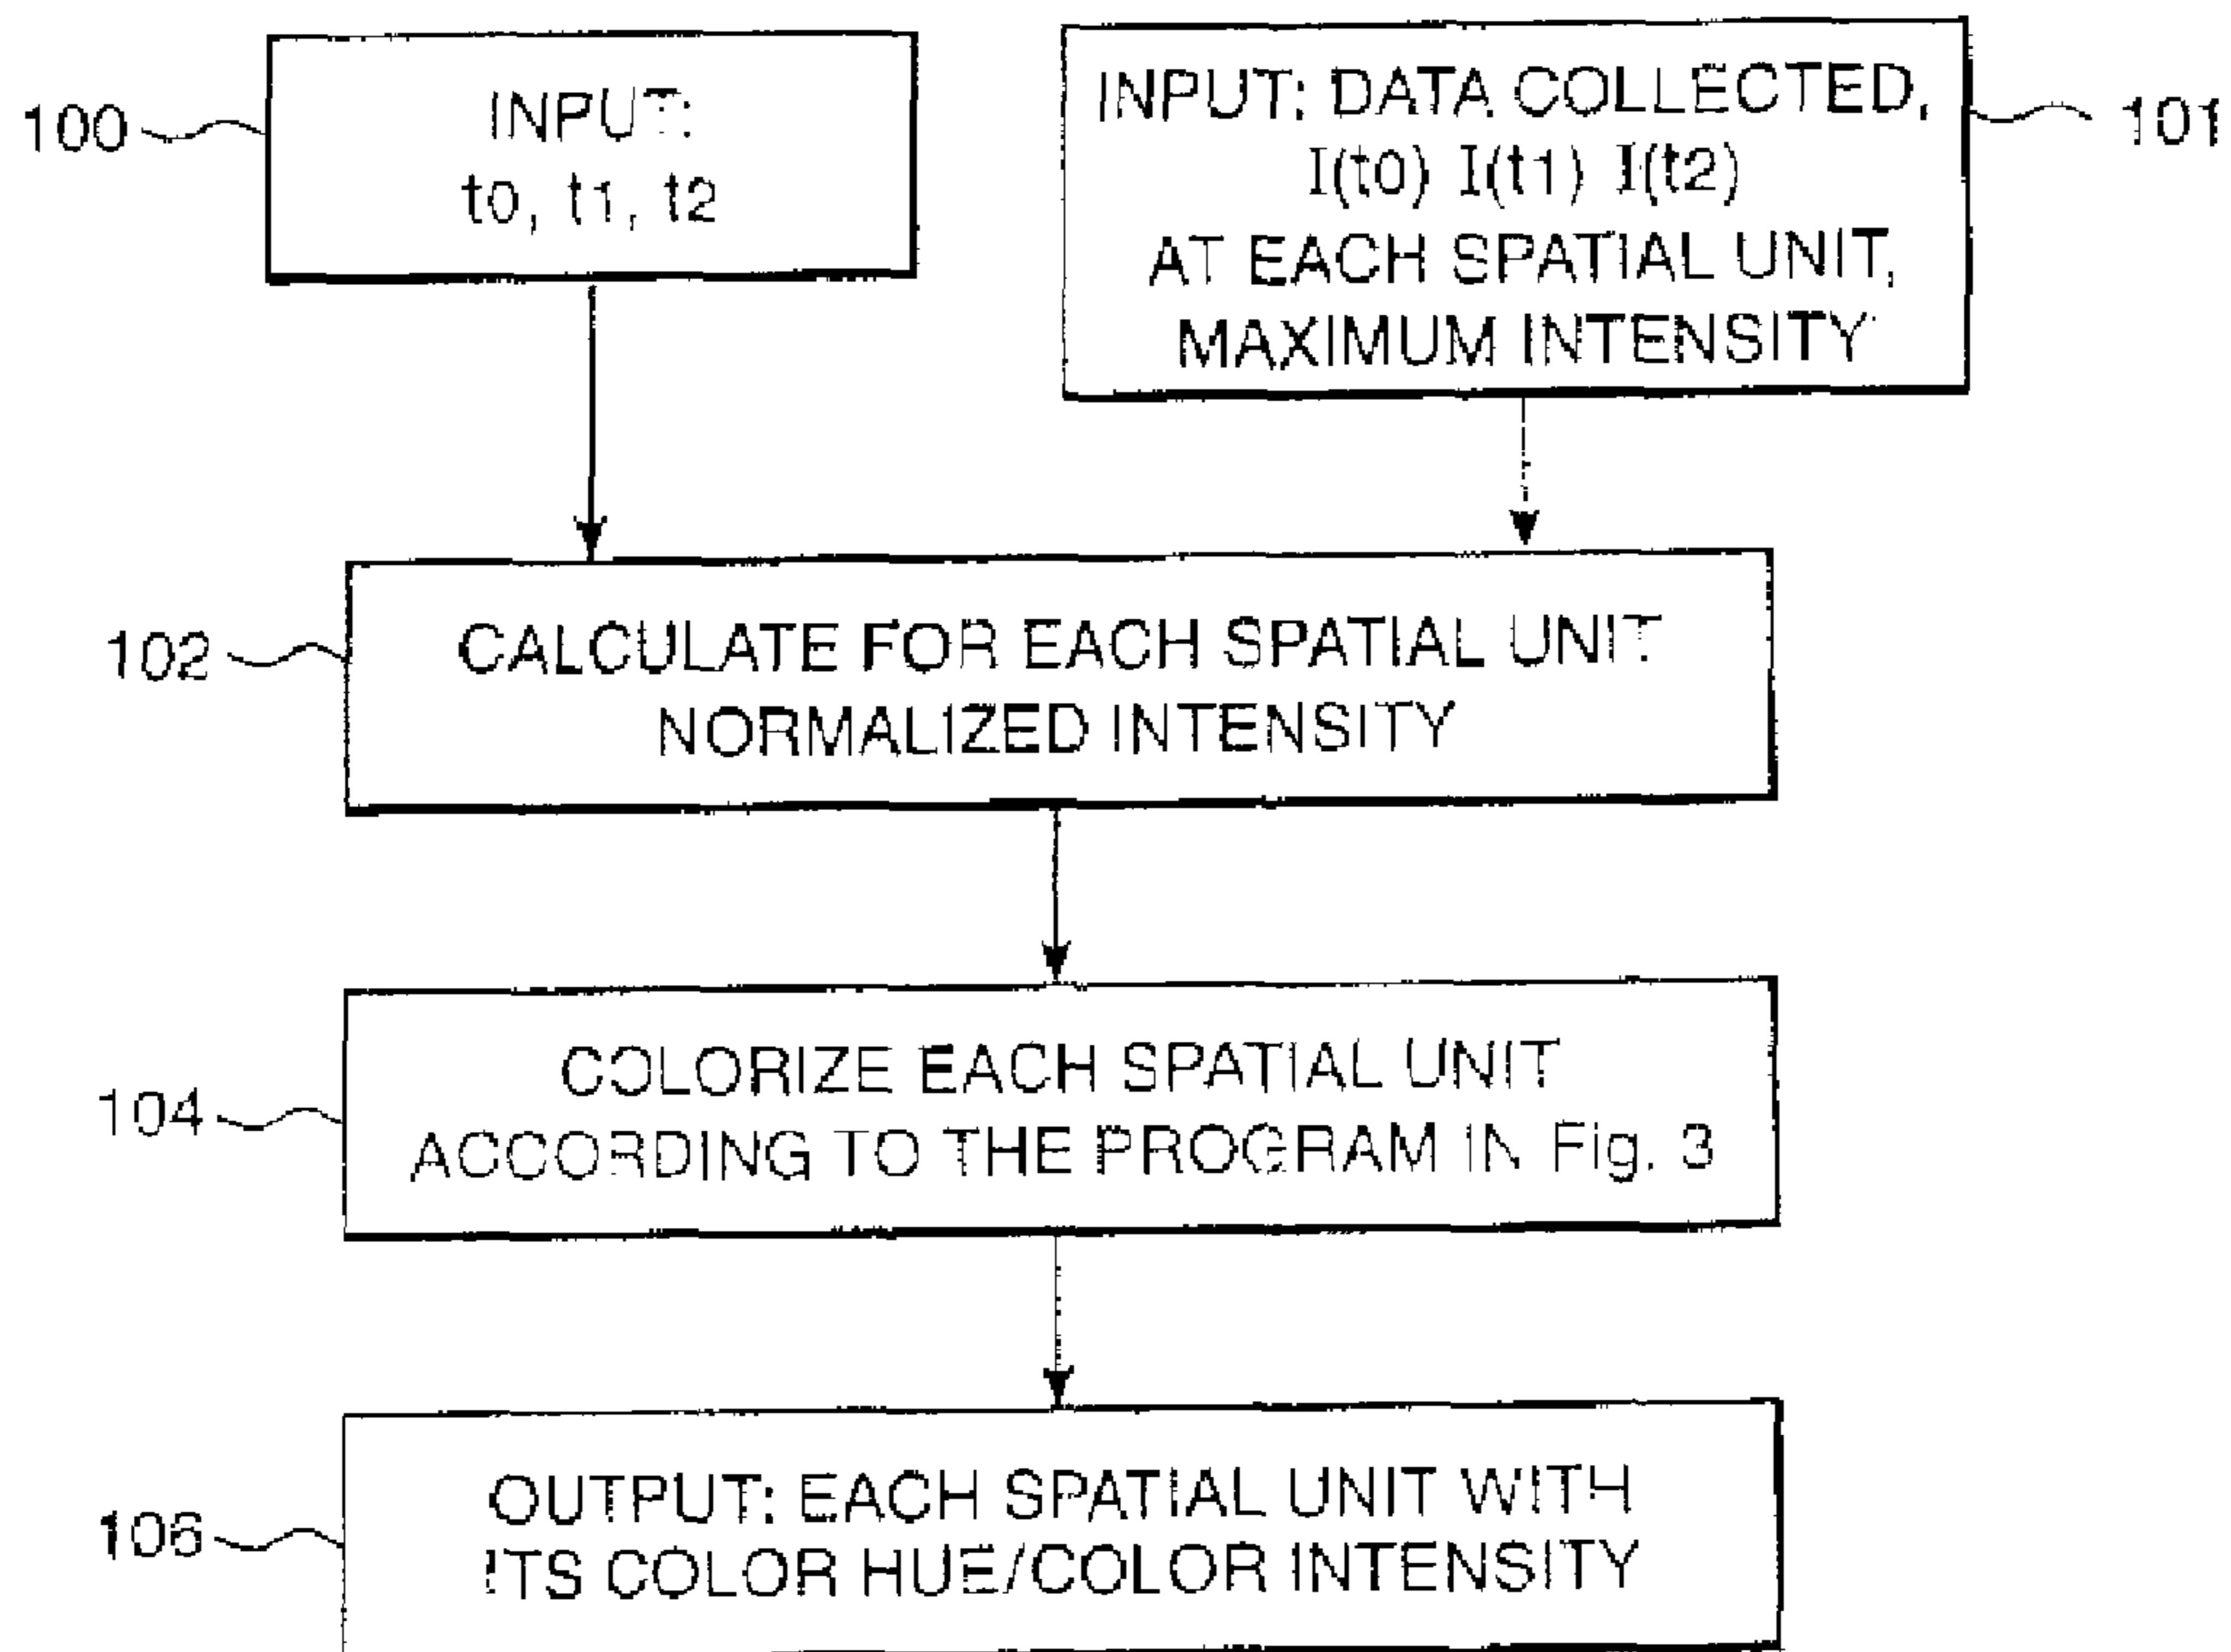 100
INPUT:
t0, t1, t2
INPUT: DATA COLLECTED,
I(t0) I(t1) I(t2)
AT EACH SPATIAL UNIT,
MAXIMUM INTENSITY
101
102
CALCULATE FOR EACH SPATIAL UNIT
NORMALIZED INTENSITY
104
COLORIZE EACH SPATIAL UNIT
ACCORDING TO THE PROGRAM IN Fig. 3
106
OUTPUT: EACH SPATIAL UNIT WITH
ITS COLOR HUE/COLOR INTENSITY